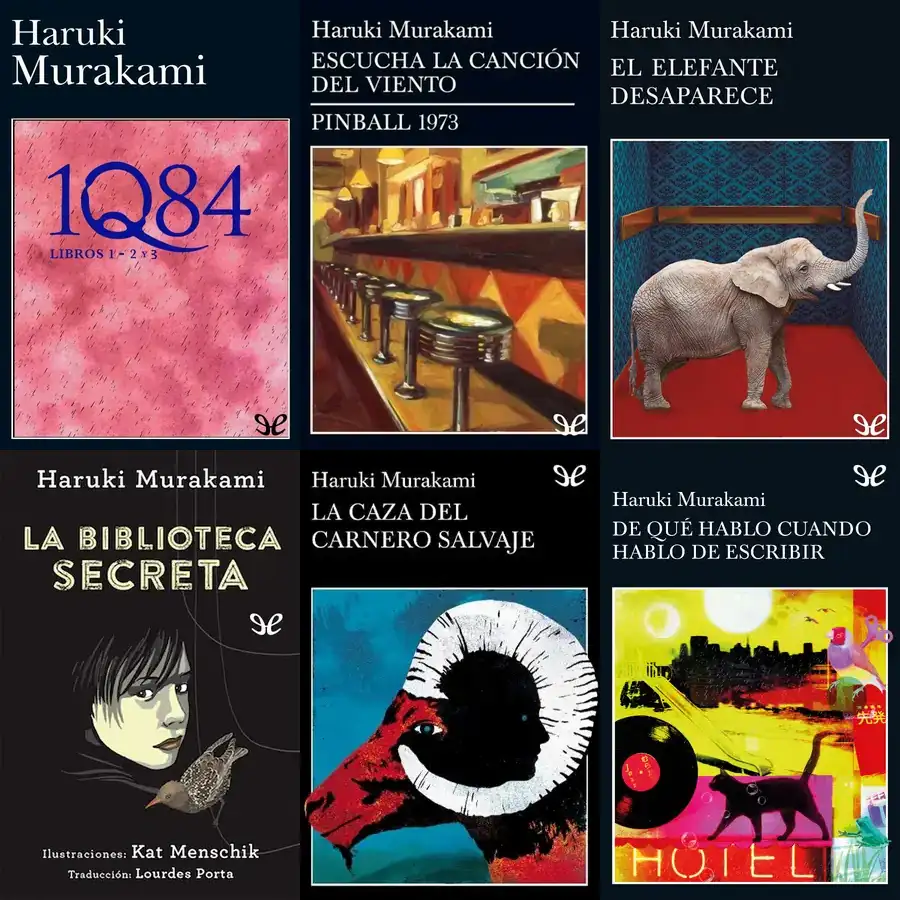 Haruki
Murakami
1Q84
LIBROS 1 - 2 Y 3
Haruki Murakami
ESCUCHA LA CANCIÓN
DEL VIENTO
PINBALL 1973
Haruki Murakami
EL ELEFANTE
DESAPARECE
Haruki Murakami
LA BIBLIOTECA
SECRETA
Ilustraciones: Kat Menschik
Traducción: Lourdes Porta
Haruki Murakami
LA CAZA DEL
CARNERO SALVAJE
Haruki Murakami
DE QUÉ HABLO CUANDO
HABLO DE ESCRIBIR
先発
HOTEL